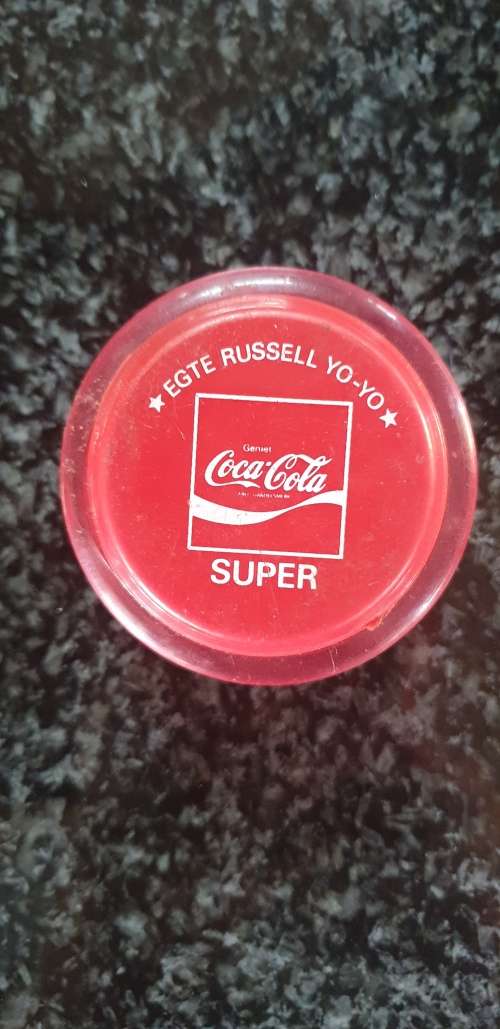 ★ EGTE RUSSELL YO-YO ★
Geniet
Coca-Cola
SUPER